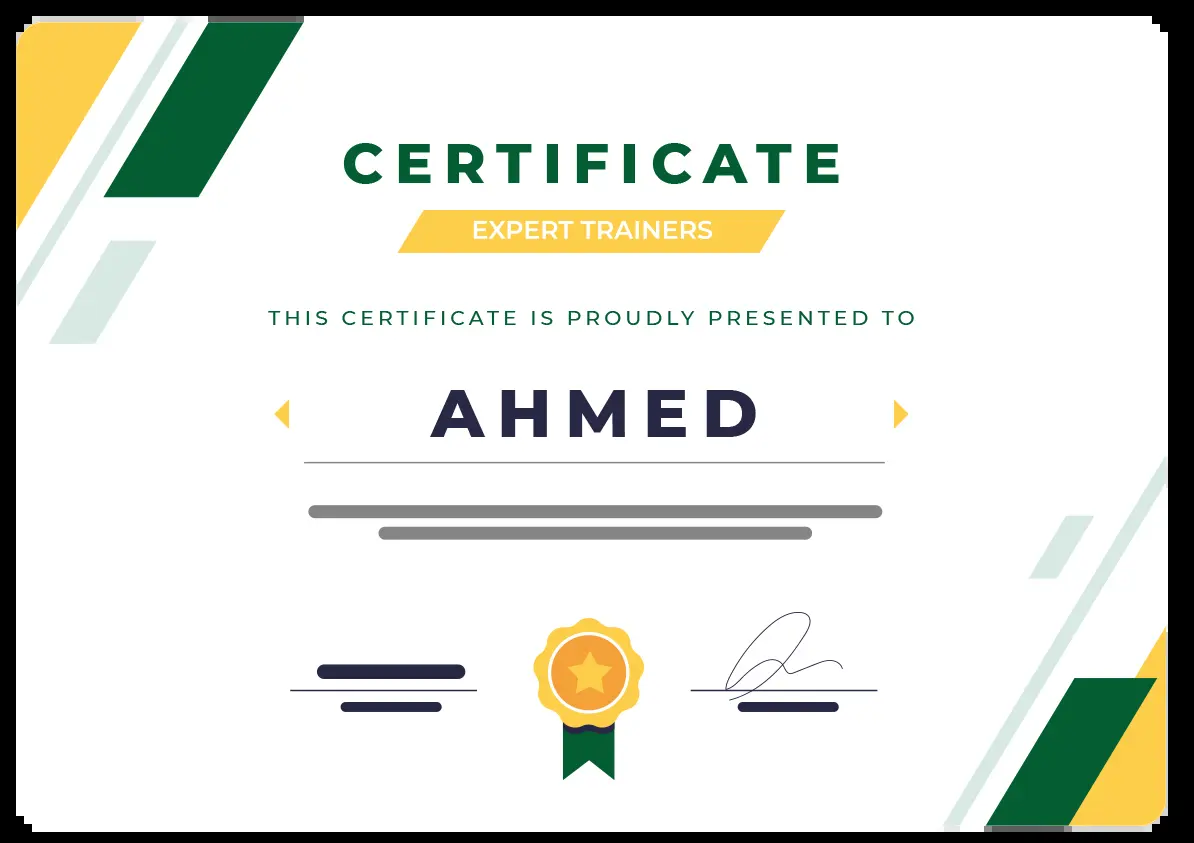 CERTIFICATE
EXPERT TRAINERS
THIS CERTIFICATE IS PROUDLY PRESENTED TO
AHMED